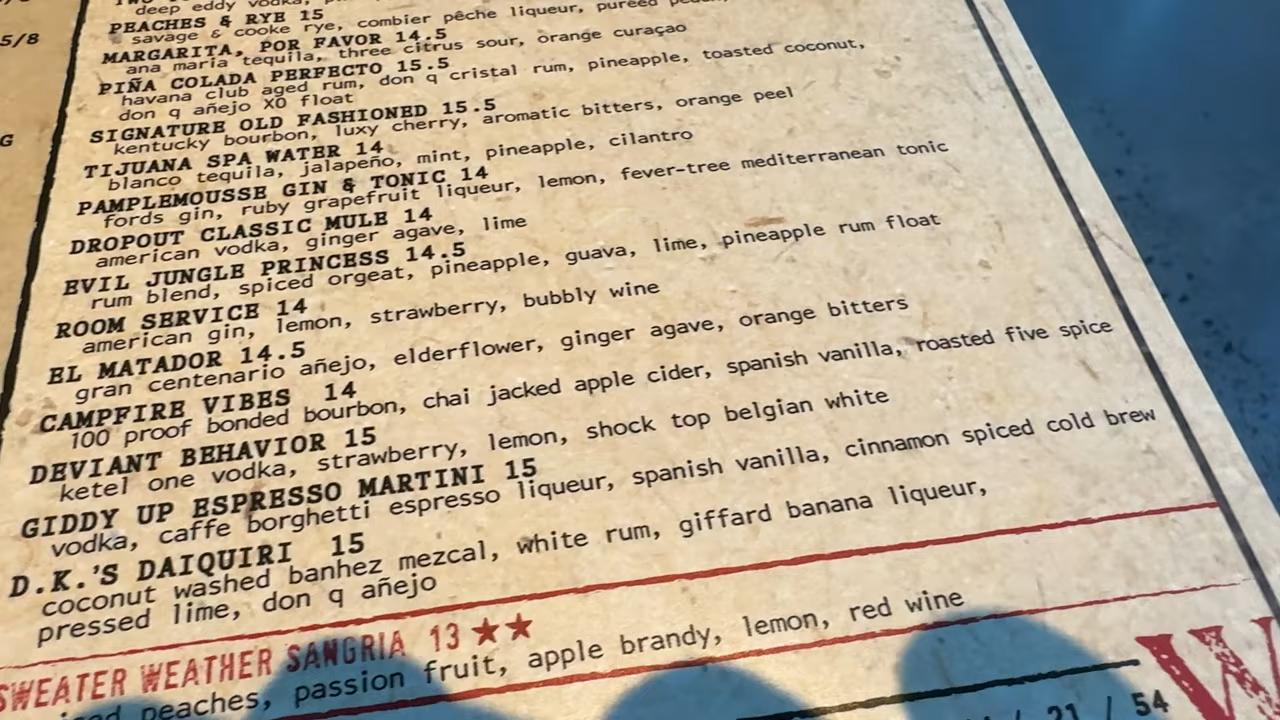 deep eddy vodka,
5/8
PEACHES & RYE 15
savage & cooke rye, combier pêche liqueur, pureed
MARGARITA, POR FAVOR 14.5
ana maria tequila, three citrus sour, orange curaçao
PIÑA COLADA PERFECTO 15.5
havana club aged rum, don q cristal rum, pineapple, toasted coconut,
don q añejo XO float
G
SIGNATURE OLD FASHIONED 15.5
kentucky bourbon, luxy cherry, aromatic bitters, orange peel
TIJUANA SPA WATER 14
blanco tequila, jalapeño, mint, pineapple, cilantro
PAMPLEMOUSSE GIN & TONIC 14
fords gin, ruby grapefruit liqueur, lemon, fever-tree mediterranean tonic
DROPOUT CLASSIC MULE 14
american vodka, ginger agave, lime
EVIL JUNGLE PRINCESS 14.5
rum blend, spiced orgeat, pineapple, guava, lime, pineapple rum float
ROOM SERVICE 14
american gin, lemon, strawberry, bubbly wine
EL MATADOR 14.5
gran centenario añejo, elderflower, ginger agave, orange bitters
CAMPFIRE VIBES 14
100 proof bonded bourbon, chai jacked apple cider, spanish vanilla, roasted five spice
DEVIANT BEHAVIOR 15
ketel one vodka, strawberry, lemon, shock top belgian white
GIDDY UP ESPRESSO MARTINI 15
vodka, caffe borghetti espresso liqueur, spanish vanilla, cinnamon spiced cold brew
D.K.'S DAIQUIRI 15
coconut washed banhez mezcal, white rum, giffard banana liqueur,
pressed lime, don q añejo
SWEATER WEATHER SANGRIA 13 ★★
peaches, passion fruit, apple brandy, lemon, red wine
W
/ 21 / 54